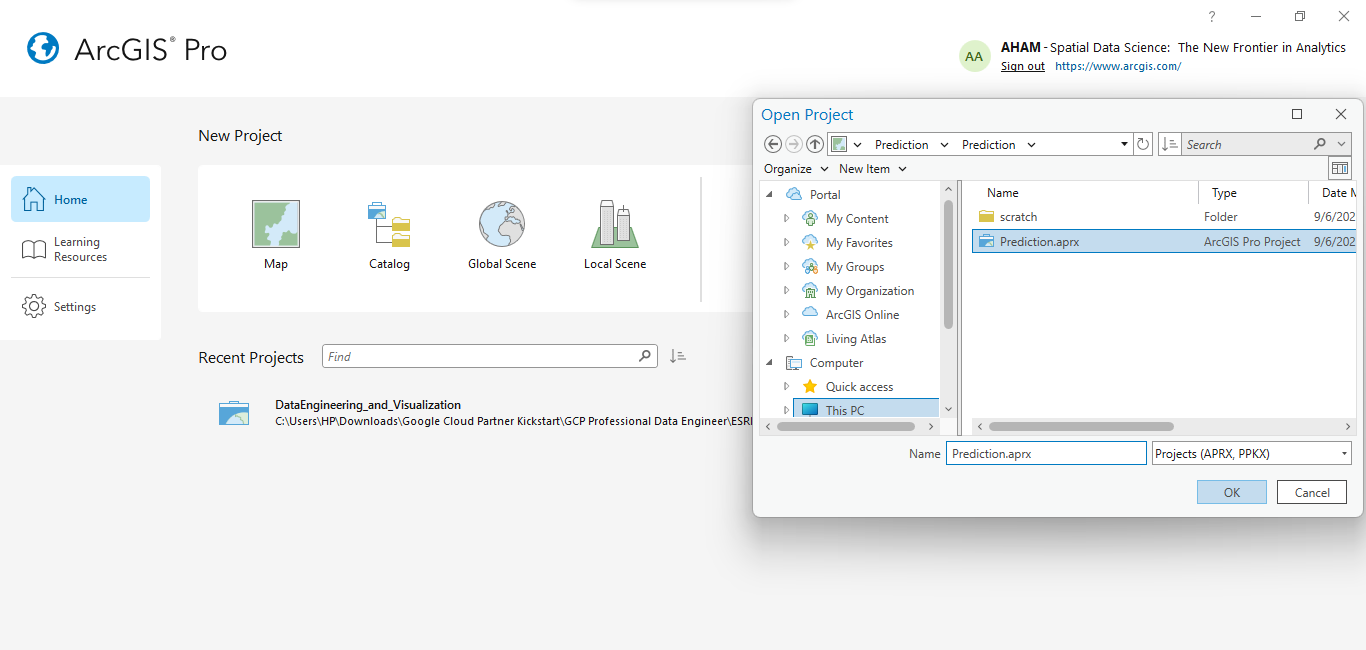 ?
ArcGIS® Pro
AA
AHAM - Spatial Data Science: The New Frontier in Analytics
Sign out https://www.arcgis.com/
Home
Learning
Resources
Settings
New Project
Map
Catalog
Global Scene
Local Scene
Recent Projects
Find
DataEngineering_and_Visualization
C:\Users\HP\Downloads\Google Cloud Partner Kickstart\GCP Professional Data Engineer\ESRI
Open Project
Prediction Prediction
Search
Organize New Item
Portal
My Content
My Favorites
My Groups
My Organization
ArcGIS Online
Living Atlas
Computer
Quick access
This PC
Name Type Date M
scratch Folder 9/6/202
Prediction.aprx ArcGIS Pro Project 9/6/202
Name Prediction.aprx Projects (APRX, PPKX)
OK Cancel